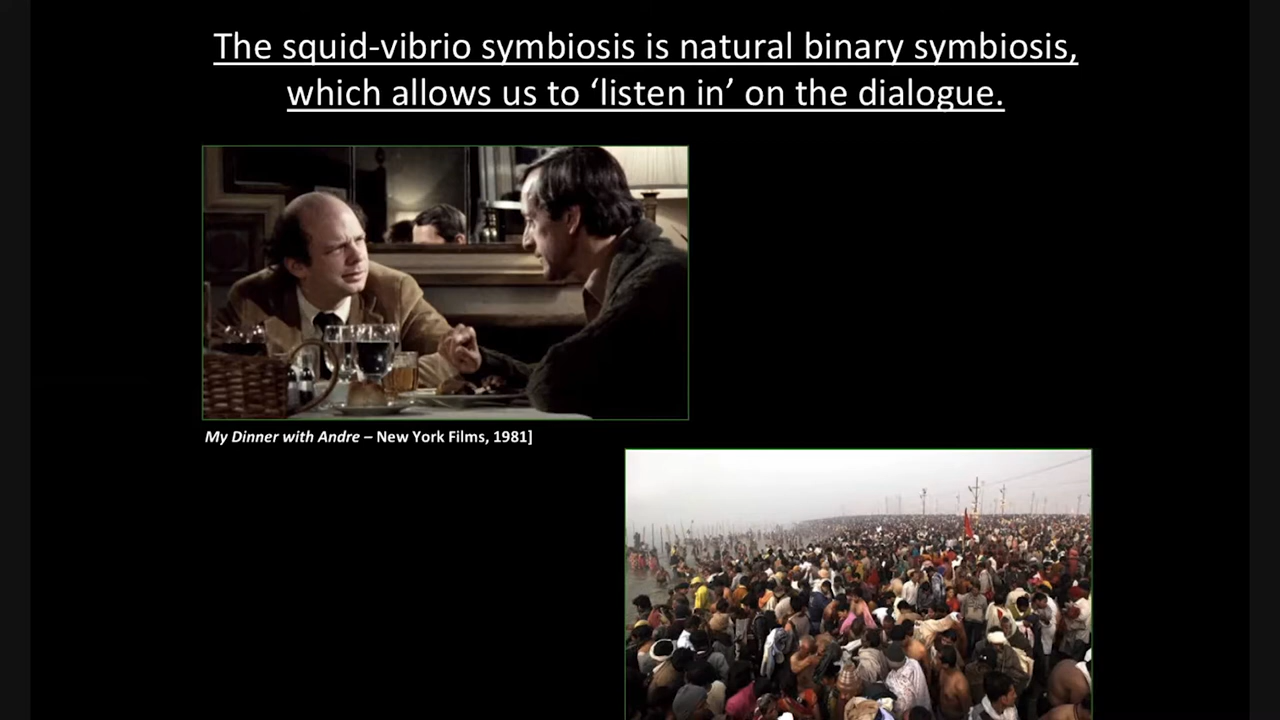 The squid-vibrio symbiosis is natural binary symbiosis,
which allows us to ‘listen in’ on the dialogue.
My Dinner with Andre – New York Films, 1981]